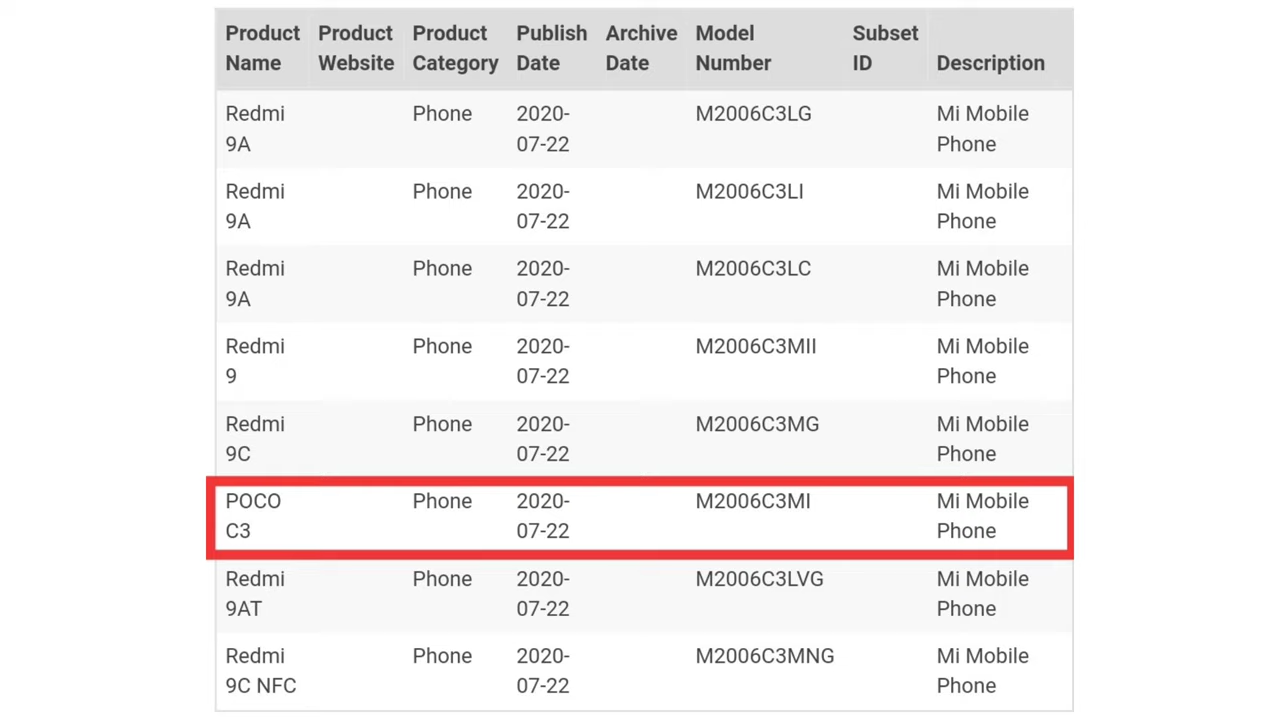 Product Name Product Website Product Category Publish Date Archive Date Model Number Subset ID Description
Redmi 9A Phone 2020-07-22 M2006C3LG Mi Mobile Phone
Redmi 9A Phone 2020-07-22 M2006C3LI Mi Mobile Phone
Redmi 9A Phone 2020-07-22 M2006C3LC Mi Mobile Phone
Redmi 9 Phone 2020-07-22 M2006C3MII Mi Mobile Phone
Redmi 9C Phone 2020-07-22 M2006C3MG Mi Mobile Phone
POCO C3 Phone 2020-07-22 M2006C3MI Mi Mobile Phone
Redmi 9AT Phone 2020-07-22 M2006C3LVG Mi Mobile Phone
Redmi 9C NFC Phone 2020-07-22 M2006C3MNG Mi Mobile Phone